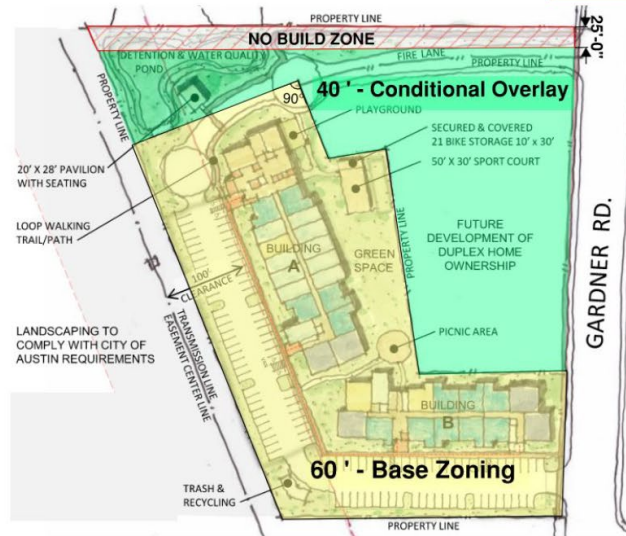 PROPERTY LINE
NO BUILD ZONE
25'-0"
DETENTION & WATER QUALITY
POND
FIRE LANE
PROPERTY LINE
PROPERTY LINE
90°
40 ' - Conditional Overlay
PLAYGROUND
SECURED & COVERED
21 BIKE STORAGE 10' x 30'
50' X 30' SPORT COURT
20' X 28' PAVILION
WITH SEATING
LOOP WALKING
TRAIL/PATH
BUILDING
A
GREEN
SPACE
PROPERTY LINE
FUTURE
DEVELOPMENT OF
DUPLEX HOME
OWNERSHIP
GARDNER RD.
100'
CLEARANCE
TRANSMISSION LINE
EASEMENT CENTER LINE
LANDSCAPING TO
COMPLY WITH CITY OF
AUSTIN REQUIREMENTS
PICNIC AREA
BUILDING
B
60 ' - Base Zoning
TRASH &
RECYCLING
PROPERTY LINE